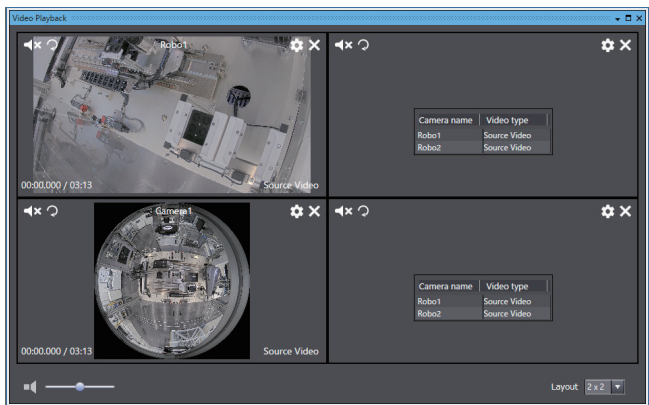 Video Playback
Robo1
00:00.000 / 03:13 Source Video
Camera name Video type
Robo1 Source Video
Robo2 Source Video
Camera1
00:00.000 / 03:13 Source Video
Camera name Video type
Robo1 Source Video
Robo2 Source Video
Layout 2 x 2